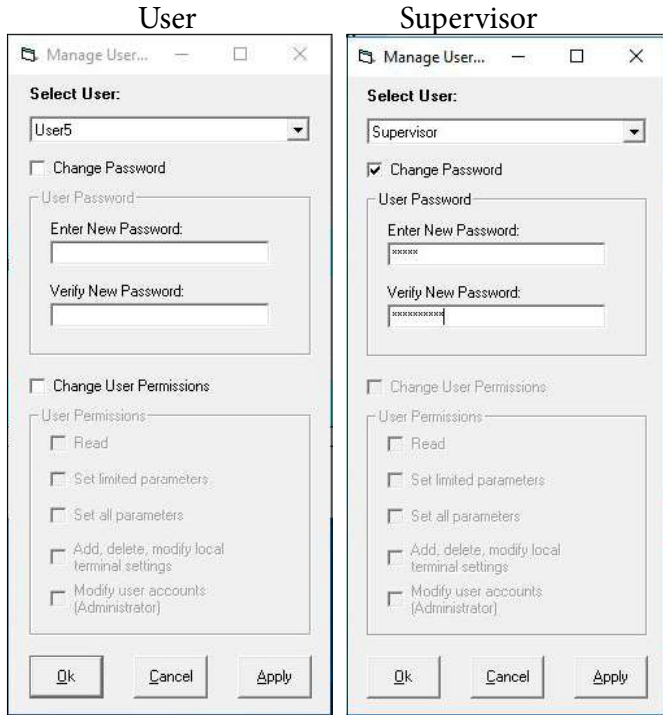 User
Manage User...
Select User:
User5
Change Password
User Password
Enter New Password:
Verify New Password:
Change User Permissions
User Permissions
Read
Set limited parameters
Set all parameters
Add, delete, modify local
terminal settings
Modify user accounts
(Administrator)
Ok
Cancel
Apply
Supervisor
Manage User...
Select User:
Supervisor
Change Password
User Password
Enter New Password:
*****
Verify New Password:
**********
Change User Permissions
User Permissions
Read
Set limited parameters
Set all parameters
Add, delete, modify local
terminal settings
Modify user accounts
(Administrator)
Ok
Cancel
Apply